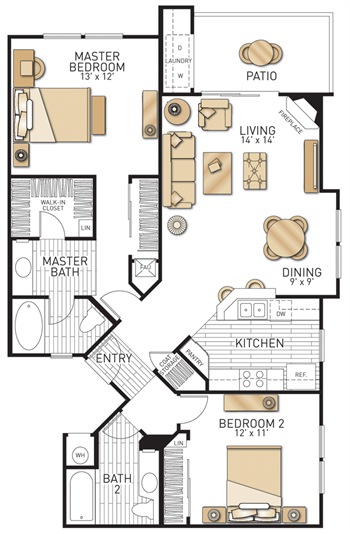 MASTER
BEDROOM
13' x 12'
D
LAUNDRY
W
PATIO
LIVING
14' x 14'
FIREPLACE
WALK-IN
CLOSET
LIN
MASTER
BATH
FAU
DINING
9' x 9'
DW
KITCHEN
ENTRY
COAT
STORAGE
PANTRY
REF.
BEDROOM 2
12' x 11'
LIN
WH
BATH
2